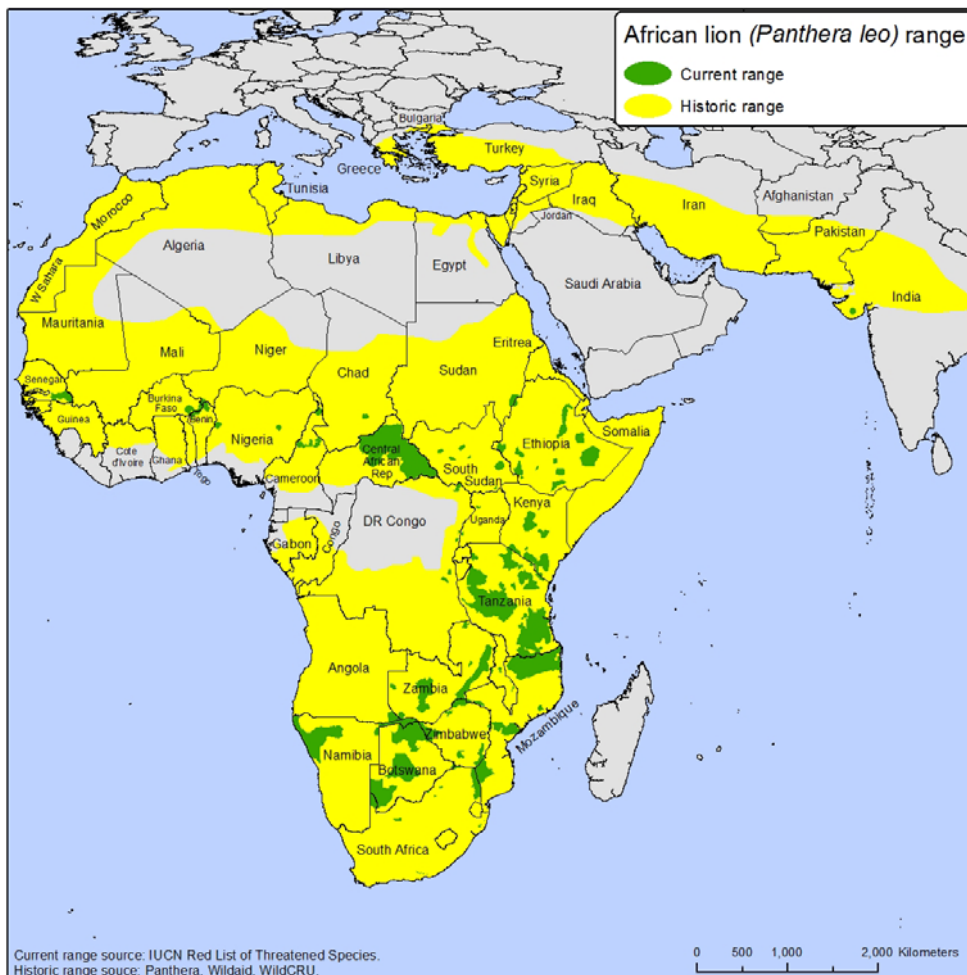 African lion (Panthera leo) range
Current range
Historic range
Bulgaria
Greece
Turkey
Tunisia
Syria
Iraq
Iran
Afghanistan
Jordan
Pakistan
Morocco
Algeria
Libya
Egypt
Saudi Arabia
India
W Sahara
Mauritania
Mali
Niger
Chad
Sudan
Eritrea
Senegal
Burkina
Faso
Guinea
Benin
Nigeria
Ethiopia
Somalia
Cote
d'Ivoire
Ghana
Togo
Central
African
Rep
South
Sudan
Cameroon
Kenya
Uganda
DR Congo
Gabon
Congo
Tanzania
Angola
Zambia
Mozambique
Zimbabwe
Namibia
Botswana
South Africa
Current range source: IUCN Red List of Threatened Species.
Historic range souce: Panthera, Wildaid, WildCRU.
0 500 1,000 2,000 Kilometers